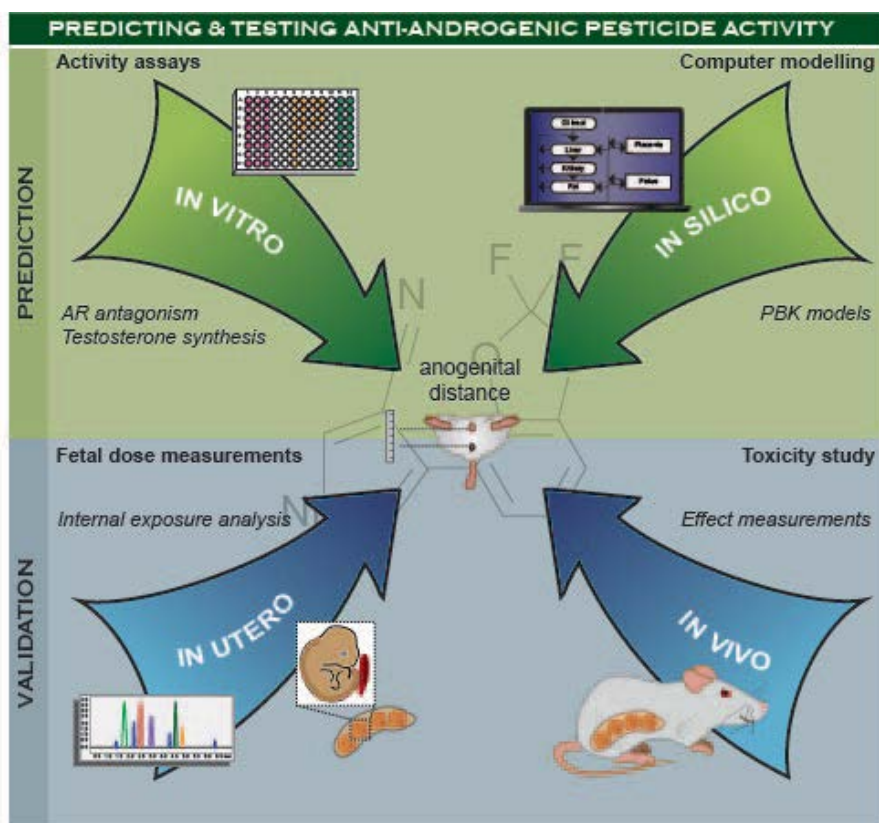 PREDICTING & TESTING ANTI-ANDROGENIC PESTICIDE ACTIVITY
Activity assays
Computer modelling
PREDICTION
IN VITRO
IN SILICO
Liver
Kidney
AR antagonism
Testosterone synthesis
PBK models
N
F
F
O
anogenital
distance
Fetal dose measurements
Toxicity study
Internal exposure analysis
Effect measurements
VALIDATION
IN UTERO
IN VIVO